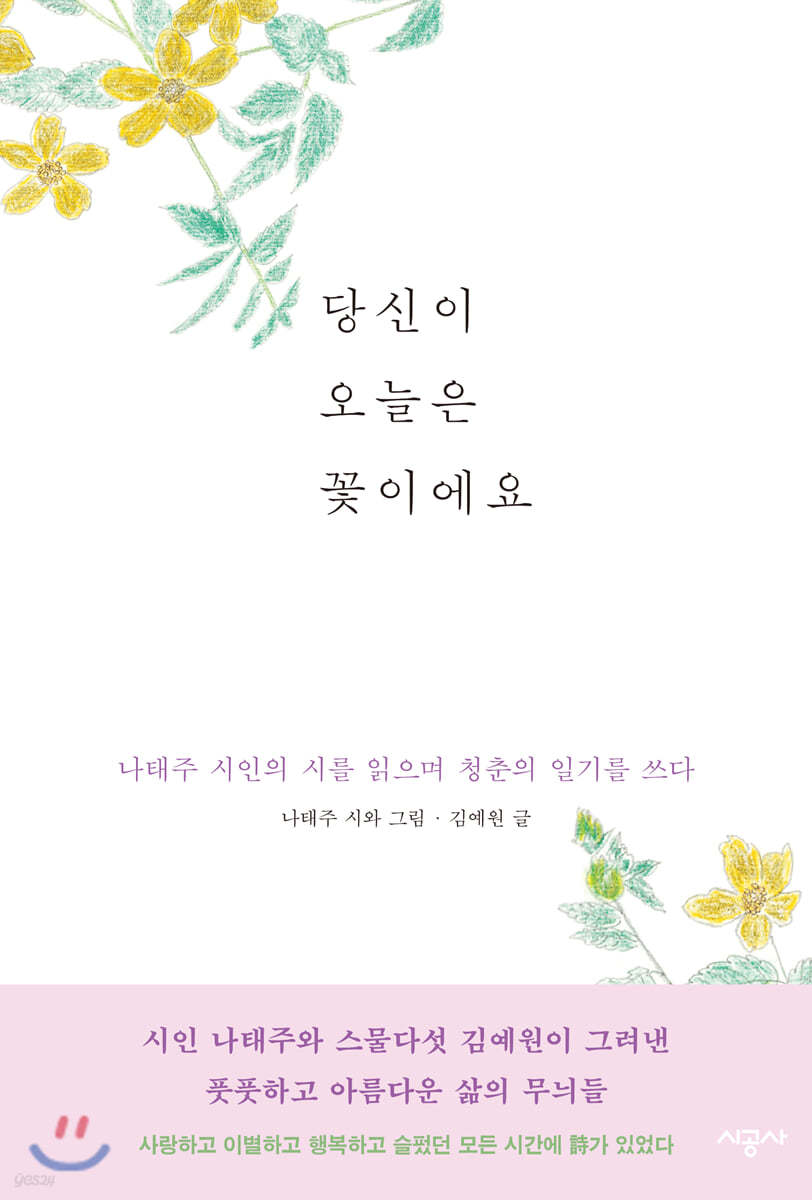 당신이
오늘은
꽃이에요
나태주 시인의 시를 읽으며 청춘의 일기를 쓰다
나태주 시와 그림 · 김예원 글
시인 나태주와 스물다섯 김예원이 그려낸
풋풋하고 아름다운 삶의 무늬들
사랑하고 이별하고 행복하고 슬펐던 모든 시간에 詩가 있었다
시공사
yes24